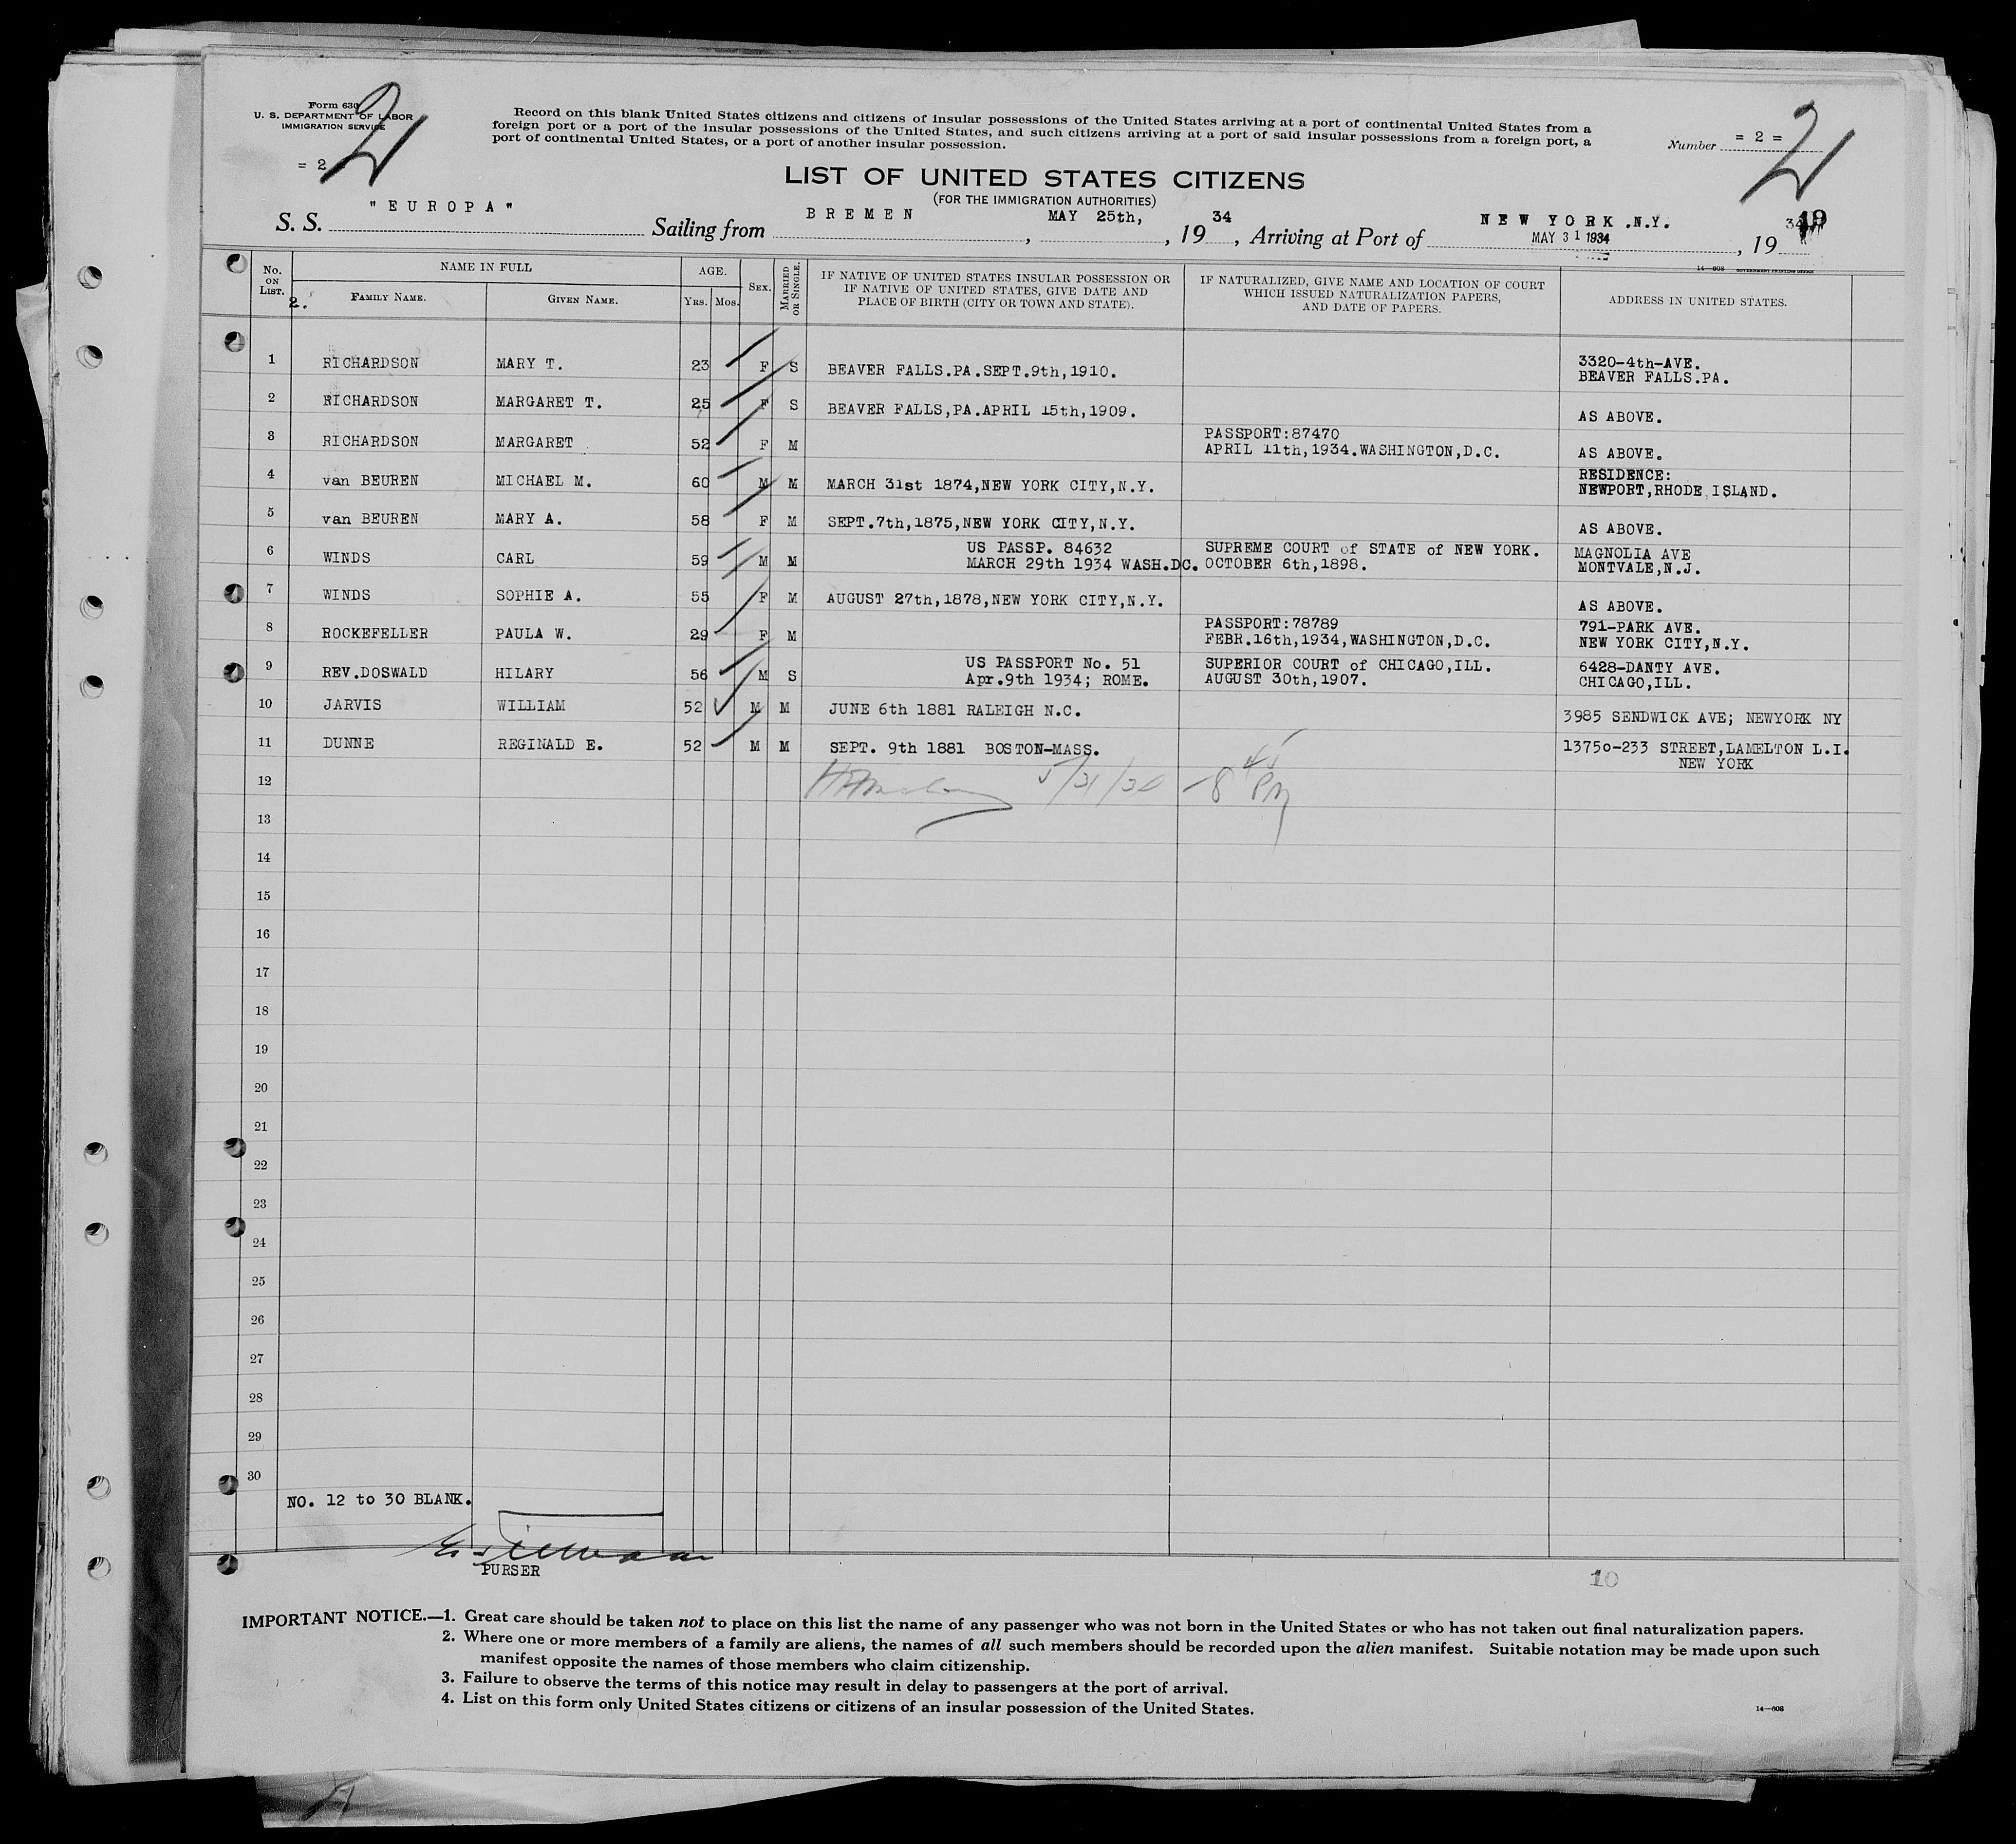 Form 630
U. S. DEPARTMENT OF LABOR
IMMIGRATION SERVICE
= 2
2
Record on this blank United States citizens and citizens of insular possessions of the United States arriving at a port of continental United States from a
foreign port or a port of the insular possessions of the United States, and such citizens arriving at a port of said insular possessions from a foreign port, a
port of continental United States, or a port of another insular possession.
Number = 2 =
2
LIST OF UNITED STATES CITIZENS
(FOR THE IMMIGRATION AUTHORITIES)
S. S. "EUROPA" Sailing from BREMEN, MAY 25th, 1934, Arriving at Port of NEW YORK.N.Y. MAY 31 1934, 19 34
19
14—608 GOVERNMENT PRINTING OFFICE
No. ON LIST. NAME IN FULL AGE. SEX. MARRIED OR SINGLE. IF NATIVE OF UNITED STATES INSULAR POSSESSION OR IF NATIVE OF UNITED STATES, GIVE DATE AND PLACE OF BIRTH (CITY OR TOWN AND STATE). IF NATURALIZED, GIVE NAME AND LOCATION OF COURT WHICH ISSUED NATURALIZATION PAPERS, AND DATE OF PAPERS. ADDRESS IN UNITED STATES.
2. FAMILY NAME. GIVEN NAME. YRS. MOS.
1 RICHARDSON MARY T. 23 F S BEAVER FALLS.PA.SEPT.9th,1910. 3320-4th-AVE.
BEAVER FALLS.PA.
2 RICHARDSON MARGARET T. 25 F S BEAVER FALLS,PA.APRIL 15th,1909. AS ABOVE.
3 RICHARDSON MARGARET 52 F M PASSPORT:87470
APRIL 11th,1934.WASHINGTON,D.C. AS ABOVE.
4 van BEUREN MICHAEL M. 60 M M MARCH 31st 1874,NEW YORK CITY,N.Y. RESIDENCE:
NEWPORT,RHODE ISLAND.
5 van BEUREN MARY A. 58 F M SEPT.7th,1875,NEW YORK CITY,N.Y. AS ABOVE.
6 WINDS CARL 59 M M US PASSP. 84632 SUPREME COURT of STATE of NEW YORK. MAGNOLIA AVE
MARCH 29th 1934 WASH.DC. OCTOBER 6th,1898. MONTVALE,N.J.
7 WINDS SOPHIE A. 55 F M AUGUST 27th,1878,NEW YORK CITY,N.Y. AS ABOVE.
8 ROCKEFELLER PAULA W. 29 F M PASSPORT:78789 791-PARK AVE.
FEBR.16th,1934,WASHINGTON,D.C. NEW YORK CITY,N.Y.
9 REV.DOSWALD HILARY 56 M S US PASSPORT No. 51 SUPERIOR COURT of CHICAGO,ILL. 6428-DANTY AVE.
Apr.9th 1934; ROME. AUGUST 30th,1907. CHICAGO,ILL.
10 JARVIS WILLIAM 52 M M JUNE 6th 1881 RALEIGH N.C. 3985 SENDWICK AVE; NEWYORK NY
11 DUNNE REGINALD E. 52 M M SEPT. 9th 1881 BOSTON-MASS. 13750-233 STREET,LAMELTON L.I.
NEW YORK
12
8 45 PM
13
14
15
16
17
18
19
20
21
22
23
24
25
26
27
28
29
30
NO. 12 to 30 BLANK.
PURSER
10
IMPORTANT NOTICE.—1. Great care should be taken not to place on this list the name of any passenger who was not born in the United States or who has not taken out final naturalization papers.
2. Where one or more members of a family are aliens, the names of all such members should be recorded upon the alien manifest. Suitable notation may be made upon such
manifest opposite the names of those members who claim citizenship.
3. Failure to observe the terms of this notice may result in delay to passengers at the port of arrival.
4. List on this form only United States citizens or citizens of an insular possession of the United States.
14—608